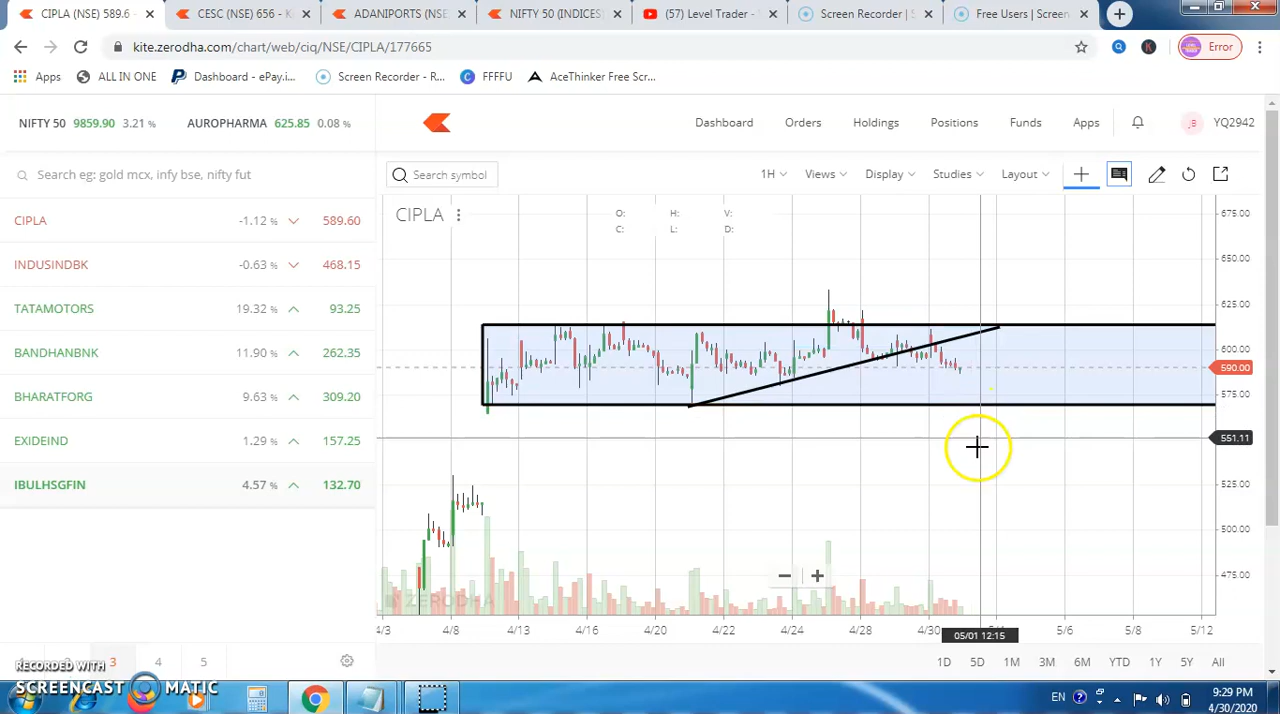 CIPLA (NSE) 589.6 -
CESC (NSE) 656 - K
ADANIPORTS (NSE
NIFTY 50 (INDICES)
(57) Level Trader - Y
Screen Recorder | S
Free Users | Screen
kite.zerodha.com/chart/web/ciq/NSE/CIPLA/177665
Error
Apps ALL IN ONE Dashboard - ePay.i... Screen Recorder - R... FFFFU AceThinker Free Scr...
NIFTY 50 9859.90 3.21 % AUROPHARMA 625.85 0.08 %
Dashboard Orders Holdings Positions Funds Apps YQ2942
Search eg: gold mcx, infy bse, nifty fut
Search symbol 1H Views Display Studies Layout
CIPLA -1.12 % 589.60
INDUSINDBK -0.63 % 468.15
TATAMOTORS 19.32 % 93.25
BANDHANBNK 11.90 % 262.35
BHARATFORG 9.63 % 309.20
EXIDEIND 1.29 % 157.25
IBULHSGFIN 4.57 % 132.70
CIPLA
O: H: V:
C: L: D:
675.00
650.00
625.00
600.00
590.00
575.00
551.11
525.00
500.00
475.00
ZERODHA
4/3 4/8 4/13 4/16 4/20 4/22 4/24 4/28 4/30 5/6 5/8 5/12
05/01 12:15
3 4 5
1D 5D 1M 3M 6M YTD 1Y 5Y All
RECORDED WITH
SCREENCAST MATIC
EN
9:29 PM
4/30/2020